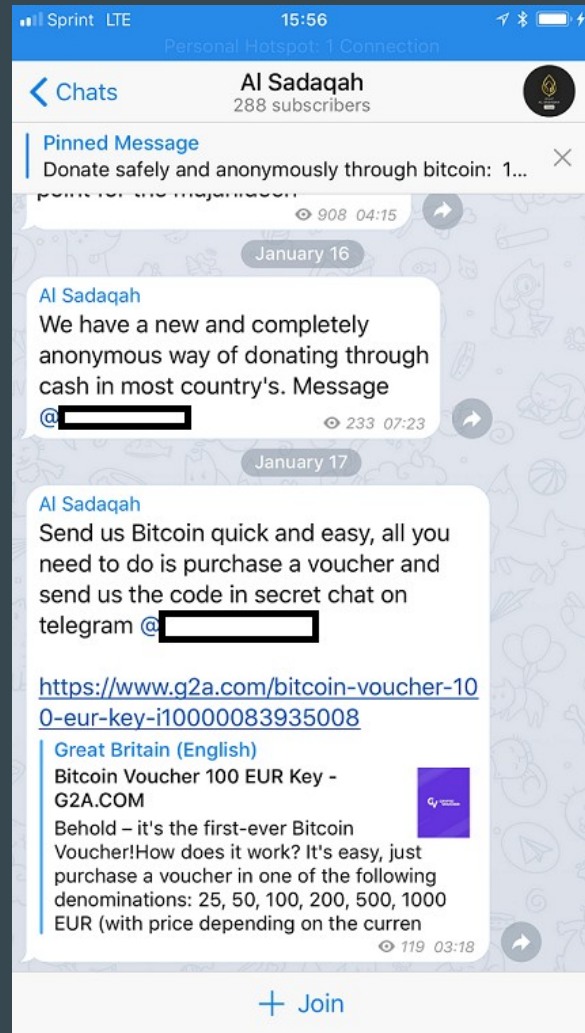 Sprint LTE 15:56
Personal Hotspot: 1 Connection
Chats
Al Sadaqah
288 subscribers
Pinned Message
Donate safely and anonymously through bitcoin: 1...
point for the mujahideen
908 04:15
January 16
Al Sadaqah
We have a new and completely
anonymous way of donating through
cash in most country's. Message
@
233 07:23
January 17
Al Sadaqah
Send us Bitcoin quick and easy, all you
need to do is purchase a voucher and
send us the code in secret chat on
telegram @
https://www.g2a.com/bitcoin-voucher-10
0-eur-key-i10000083935008
Great Britain (English)
Bitcoin Voucher 100 EUR Key -
G2A.COM
Behold – it's the first-ever Bitcoin
Voucher!How does it work? It's easy, just
purchase a voucher in one of the following
denominations: 25, 50, 100, 200, 500, 1000
EUR (with price depending on the curren
119 03:18
+ Join